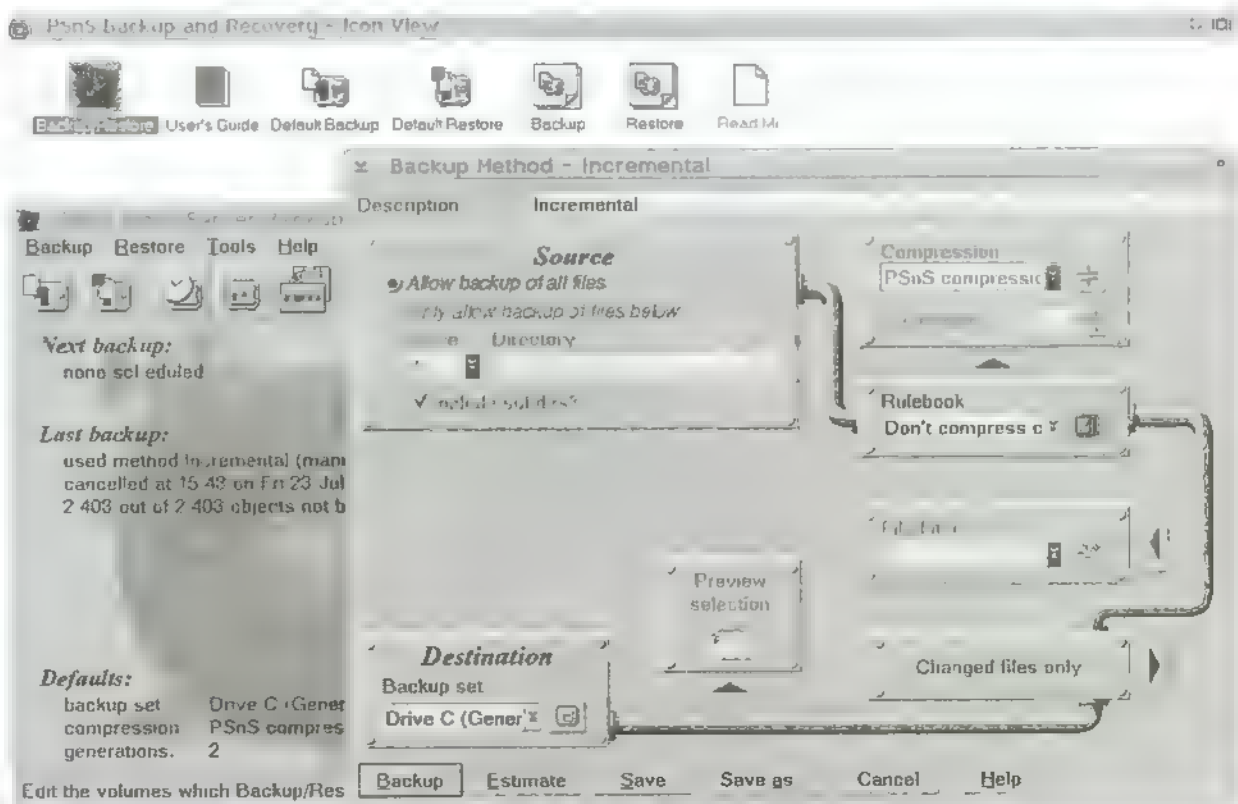 PSnS Backup and Recovery - Icon View
Backup/Restore
User's Guide
Default Backup
Default Restore
Backup
Restore
Read
Backup Method - Incremental
Description Incremental
Backup Restore Tools Help
Next backup:
Last backup:
used method Incremental
cancelled at 15 43 on Fri 23 Jul
2 403 out of 2 403 objects not b
Defaults:
backup set Drive C (Gener
compression PSnS compres
generations. 2
Edit the volumes which Backup/Res
Source
Allow backup of all files
allow backup of files below
Directory
Compression
PSnS compressio
Rulebook
Don't compress c
Preview
selection
Changed files only
Destination
Backup set
Drive C (Gener
Backup Estimate Save Save as Cancel Help